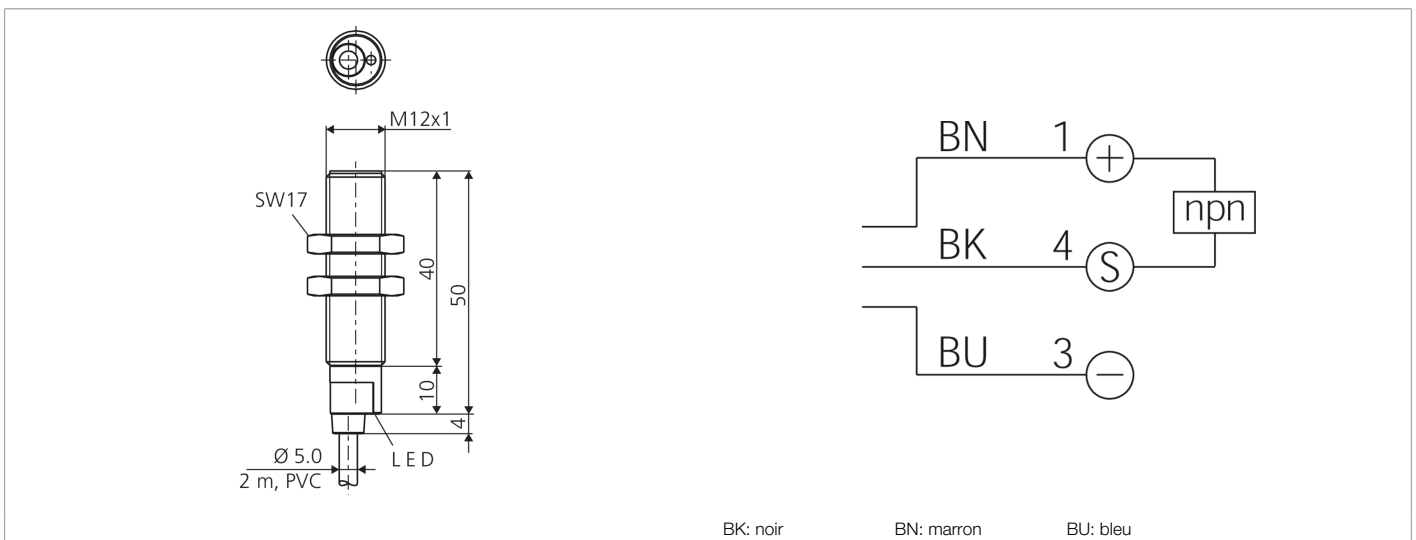 M12x1
SW17
40
50
10
4
Ø 5.0
2 m, PVC
LED
BN 1 +
npn
BK 4 S
BU 3 −
BK: noir BN: marron BU: bleu